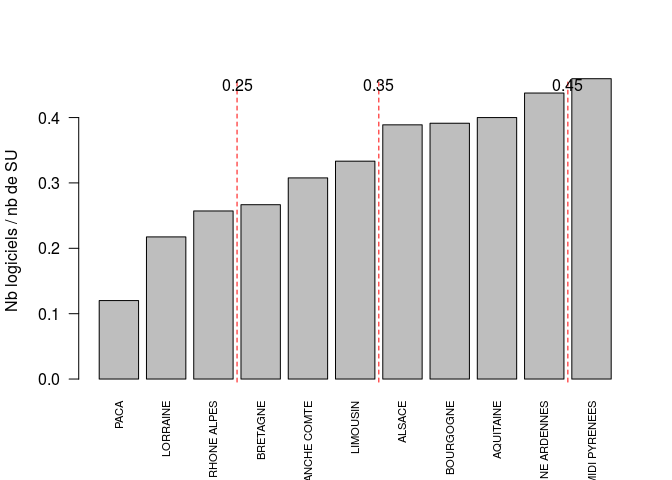 0.25
0.35
0.45
Nb logiciels / nb de SU
0.4
0.3
0.2
0.1
0.0
PACA
LORRAINE
RHONE ALPES
BRETAGNE
ANCHE COMTE
LIMOUSIN
ALSACE
BOURGOGNE
AQUITAINE
NE ARDENNES
MIDI PYRENEES